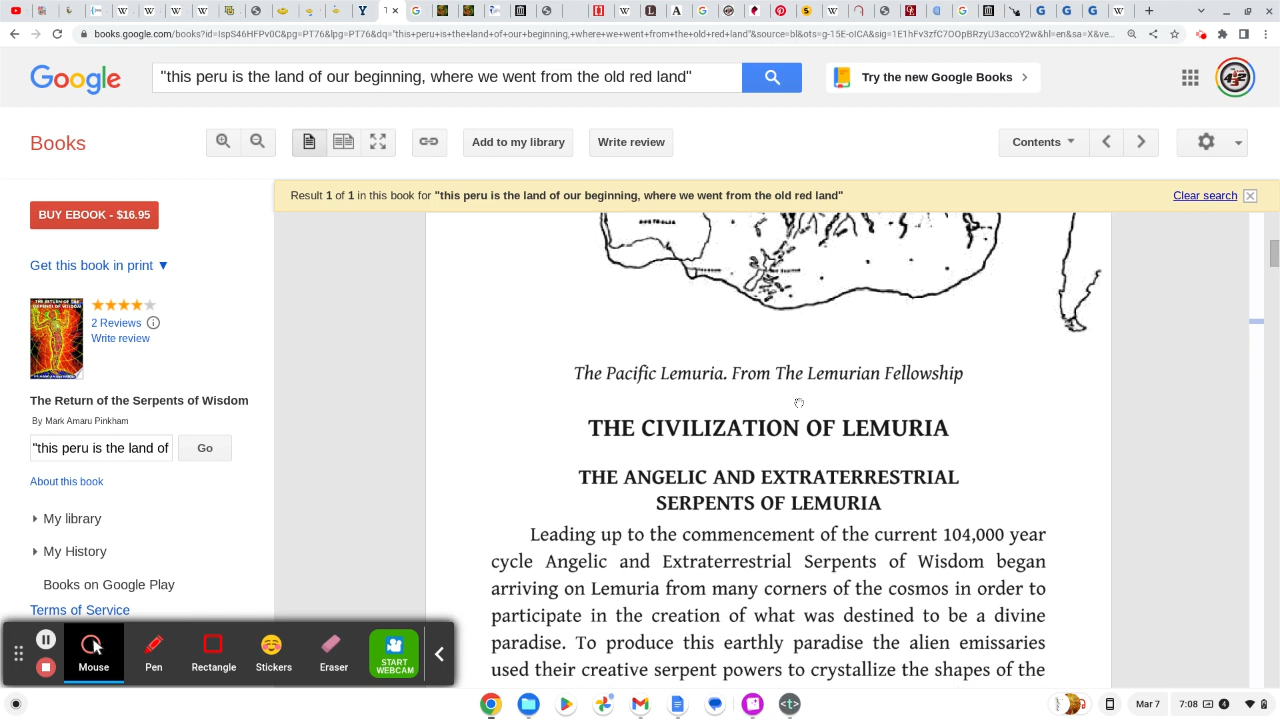 books.google.com/books?id=IspS46HFPv0C&pg=PT76&lpg=PT76&dq="this+peru+is+the+land+of+our+beginning,+where+we+went+from+the+old+red+land"&source=bl&ots=g-15E-oICA&sig=1E1hFv3zfC7OOpBRzyU3accoY2w&hl=en&sa=X&ve...
Google
"this peru is the land of our beginning, where we went from the old red land"
Try the new Google Books
Books
Add to my library
Write review
Contents
Result 1 of 1 in this book for "this peru is the land of our beginning, where we went from the old red land"
Clear search
BUY EBOOK - $16.95
Get this book in print ▼
2 Reviews
Write review
The Return of the Serpents of Wisdom
By Mark Amaru Pinkham
"this peru is the land of
Go
About this book
My library
My History
Books on Google Play
Terms of Service
AUSTRALIA
The Pacific Lemuria. From The Lemurian Fellowship
THE CIVILIZATION OF LEMURIA
THE ANGELIC AND EXTRATERRESTRIAL
SERPENTS OF LEMURIA
Leading up to the commencement of the current 104,000 year
cycle Angelic and Extraterrestrial Serpents of Wisdom began
arriving on Lemuria from many corners of the cosmos in order to
participate in the creation of what was destined to be a divine
paradise. To produce this earthly paradise the alien emissaries
used their creative serpent powers to crystallize the shapes of the
Mouse
Pen
Rectangle
Stickers
Eraser
START
WEBCAM
Mar 7
7:08
4